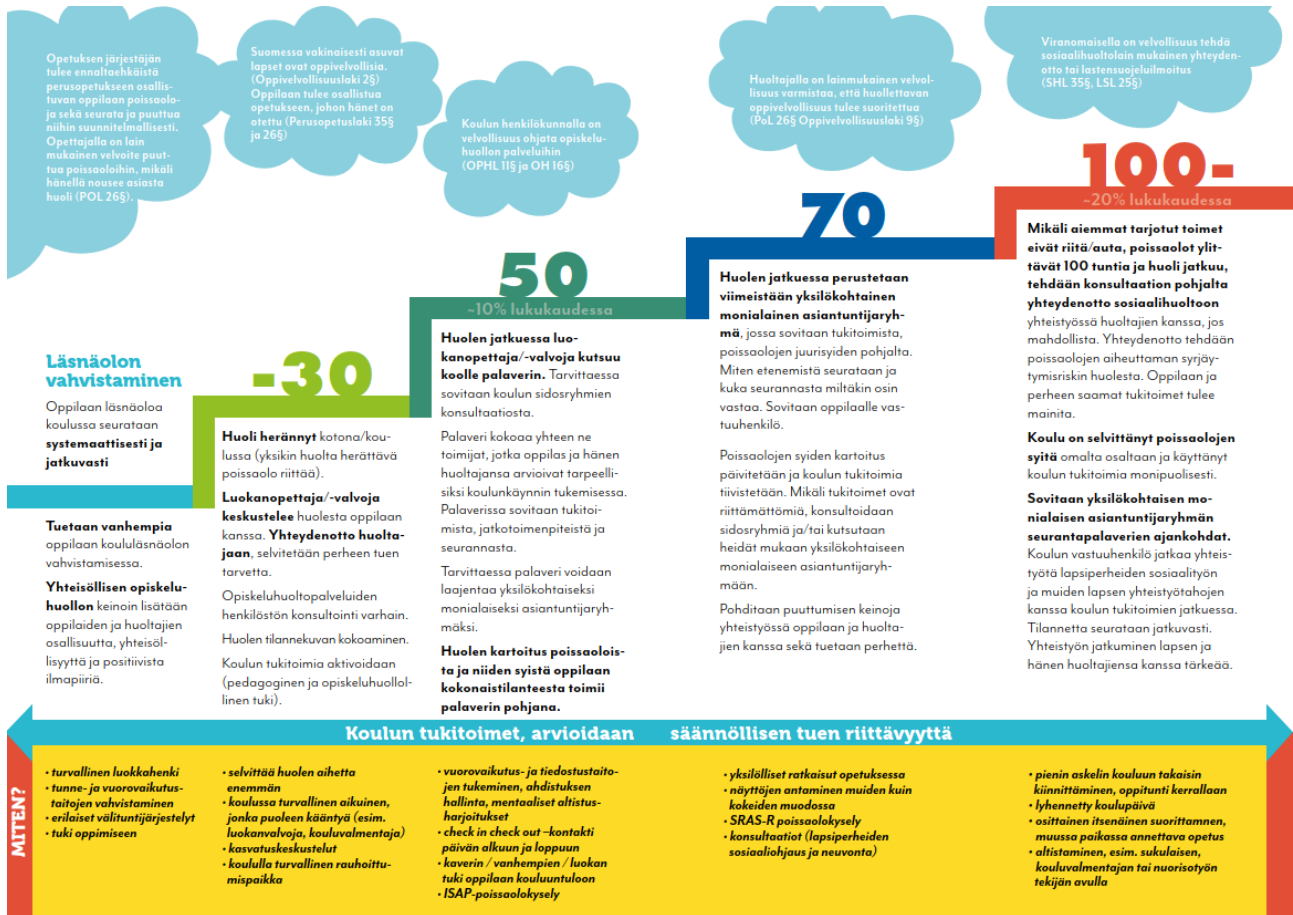 Opetuksen järjestäjän
tulee ennaltaehkäistä
perusopetukseen osallis-
tuvan oppilaan poissaolo-
ja sekä seurata ja puuttua
niihin suunnitelmallisesti.
Opettajalla on lain
mukainen velvoite puut-
tua poissaoloihin, mikäli
hänellä nousee asiasta
huoli (POL 26§).
Suomessa vakinaisesti asuvat
lapset ovat oppivelvollisia.
(Oppivelvollisuuslaki 2§)
Oppilaan tulee osallistua
opetukseen, johon hänet on
otettu (Perusopetuslaki 35§
ja 26§)
Koulun henkilökunnalla on
velvollisuus ohjata opiskelu-
huollon palveluihin
(OPHL 11§ ja OH 16§)
Huoltajalla on lainmukainen velvol-
lisuus varmistaa, että huollettavan
oppivelvollisuus tulee suoritettua
(PoL 26§ Oppivelvollisuuslaki 9§)
Viranomaisella on velvollisuus tehdä
sosiaalihuoltolain mukainen yhteyden-
otto tai lastensuojeluilmoitus
(SHL 35§, LSL 25§)
Läsnäolon
vahvistaminen
Oppilaan läsnäoloa
koulussa seurataan
systemaattisesti ja
jatkuvasti
Tuetaan vanhempia
oppilaan koululäsnäolon
vahvistamisessa.
Yhteisöllisen opiskelu-
huollon keinoin lisätään
oppilaiden ja huoltajien
osallisuutta, yhteisöl-
lisyyttä ja positiivista
ilmapiiriä.
-30
Huoli herännyt kotona/kou-
lussa (yksikin huolta herättävä
poissaolo riittää).
Luokanopettaja/-valvoja
keskustelee huolesta oppilaan
kanssa. Yhteydenotto huolta-
jaan, selvitetään perheen tuen
tarvetta.
Opiskeluhuoltopalveluiden
henkilöstön konsultointi varhain.
Huolen tilannekuvan kokoaminen.
Koulun tukitoimia aktivoidaan
(pedagoginen ja opiskeluhuollol-
linen tuki).
50
~10% lukukaudessa
Huolen jatkuessa luo-
kanopettaja/-valvoja kutsuu
koolle palaverin. Tarvittaessa
sovitaan koulun sidosryhmien
konsultaatiosta.
Palaveri kokoaa yhteen ne
toimijat, jotka oppilas ja hänen
huoltajansa arvioivat tarpeelli-
siksi koulunkäynnin tukemisessa.
Palaverissa sovitaan tukitoi-
mista, jatkotoimenpiteistä ja
seurannasta.
Tarvittaessa palaveri voidaan
laajentaa yksilökohtaiseksi
monialaiseksi asiantuntijaryh-
mäksi.
Huolen kartoitus poissaolois-
ta ja niiden syistä oppilaan
kokonaistilanteesta toimii
palaverin pohjana.
70
Huolen jatkuessa perustetaan
viimeistään yksilökohtainen
monialainen asiantuntijaryh-
mä, jossa sovitaan tukitoimista,
poissaolojen juurisyiden pohjalta.
Miten etenemistä seurataan ja
kuka seurannasta miltäkin osin
vastaa. Sovitaan oppilaalle vas-
tuuhenkilö.
Poissaolojen syiden kartoitus
päivitetään ja koulun tukitoimia
tiivistetään. Mikäli tukitoimet ovat
riittämättömiä, konsultoidaan
sidosryhmiä ja/tai kutsutaan
heidät mukaan yksilökohtaiseen
monialaiseen asiantuntijaryh-
mään.
Pohditaan puuttumisen keinoja
yhteistyössä oppilaan ja huolta-
jien kanssa sekä tuetaan perhettä.
100-
~20% lukukaudessa
Mikäli aiemmat tarjotut toimet
eivät riitä/auta, poissaolot ylit-
tävät 100 tuntia ja huoli jatkuu,
tehdään konsultaation pohjalta
yhteydenotto sosiaalihuoltoon
yhteistyössä huoltajien kanssa, jos
mahdollista. Yhteydenotto tehdään
poissaolojen aiheuttaman syrjäy-
tymisriskin huolesta. Oppilaan ja
perheen saamat tukitoimet tulee
mainita.
Koulu on selvittänyt poissaolojen
syitä omalta osaltaan ja käyttänyt
koulun tukitoimia monipuolisesti.
Sovitaan yksilökohtaisen mo-
nialaisen asiantuntijaryhmän
seurantapalaverien ajankohdat.
Koulun vastuuhenkilö jatkaa yhteis-
työtä lapsiperheiden sosiaalityön
ja muiden lapsen yhteistyötahojen
kanssa koulun tukitoimien jatkuessa.
Tilannetta seurataan jatkuvasti.
Yhteistyön jatkuminen lapsen ja
hänen huoltajiensa kanssa tärkeää.
Koulun tukitoimet, arvioidaan säännöllisen tuen riittävyyttä
MITEN?
• turvallinen luokkahenki
• tunne- ja vuorovaikutus-
taitojen vahvistaminen
• erilaiset välituntijärjestelyt
• tuki oppimiseen
• selvittää huolen aihetta
enemmän
• koulussa turvallinen aikuinen,
jonka puoleen kääntyä (esim.
luokanvalvoja, kouluvalmentaja)
• kasvatuskeskustelut
• koululla turvallinen rauhoittu-
mispaikka
• vuorovaikutus- ja tiedostustaito-
jen tukeminen, ahdistuksen
hallinta, mentaaliset altistus-
harjoitukset
• check in check out –kontakti
päivän alkuun ja loppuun
• kaverin / vanhempien / luokan
tuki oppilaan kouluuntuloon
• ISAP-poissaolokysely
• yksilölliset ratkaisut opetuksessa
• näyttöjen antaminen muiden kuin
kokeiden muodossa
• SRAS-R poissaolokysely
• konsultaatiot (lapsiperheiden
sosiaaliohjaus ja neuvonta)
• pienin askelin kouluun takaisin
kiinnittäminen, oppitunti kerrallaan
• lyhennetty koulupäivä
• osittainen itsenäinen suorittamnen,
muussa paikassa annettava opetus
• altistaminen, esim. sukulaisen,
kouluvalmentajan tai nuorisotyön
tekijän avulla